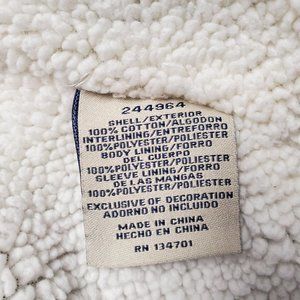 244964
SHELL/EXTERIOR
100% COTTON/ALGODON
INTERLINING/ENTREFORRO
100%POLYESTER/POLIESTER
BODY LINING/FORRO
DEL CUERPO
100%POLYESTER/POLIESTER
SLEEVE LINING/FORRO
DE LAS MANGAS
100%POLYESTER/POLIESTER
EXCLUSIVE OF DECORATION
ADORNO NO INCLUIDO
MADE IN CHINA
HECHO EN CHINA
RN 134701